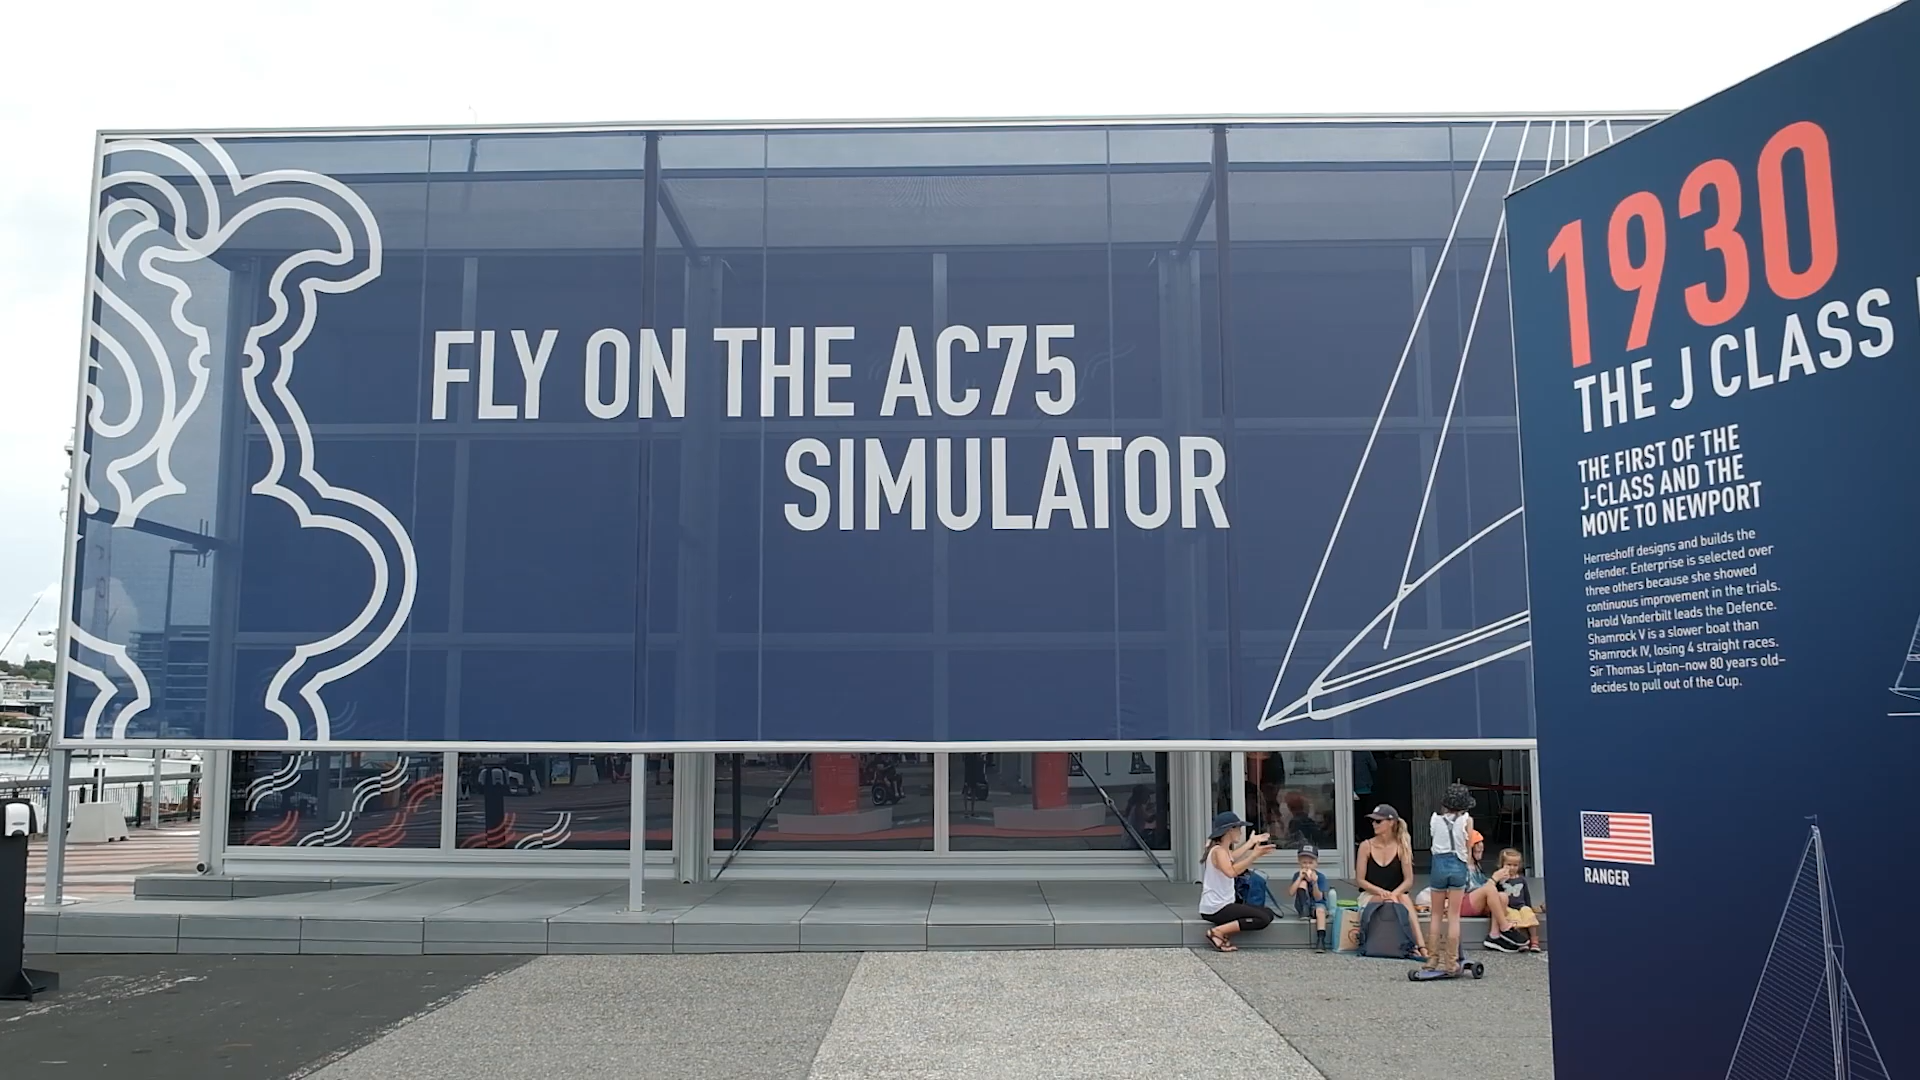 FLY ON THE AC75
SIMULATOR
1930
THE J CLASS
THE FIRST OF THE
J-CLASS AND THE
MOVE TO NEWPORT
Herreshoff designs and builds the
defender. Enterprise is selected over
three others because she showed
continuous improvement in the trials.
Harold Vanderbilt leads the Defence.
Shamrock V is a slower boat than
Shamrock IV, losing 4 straight races.
Sir Thomas Lipton–now 80 years old–
decides to pull out of the Cup.
RANGER